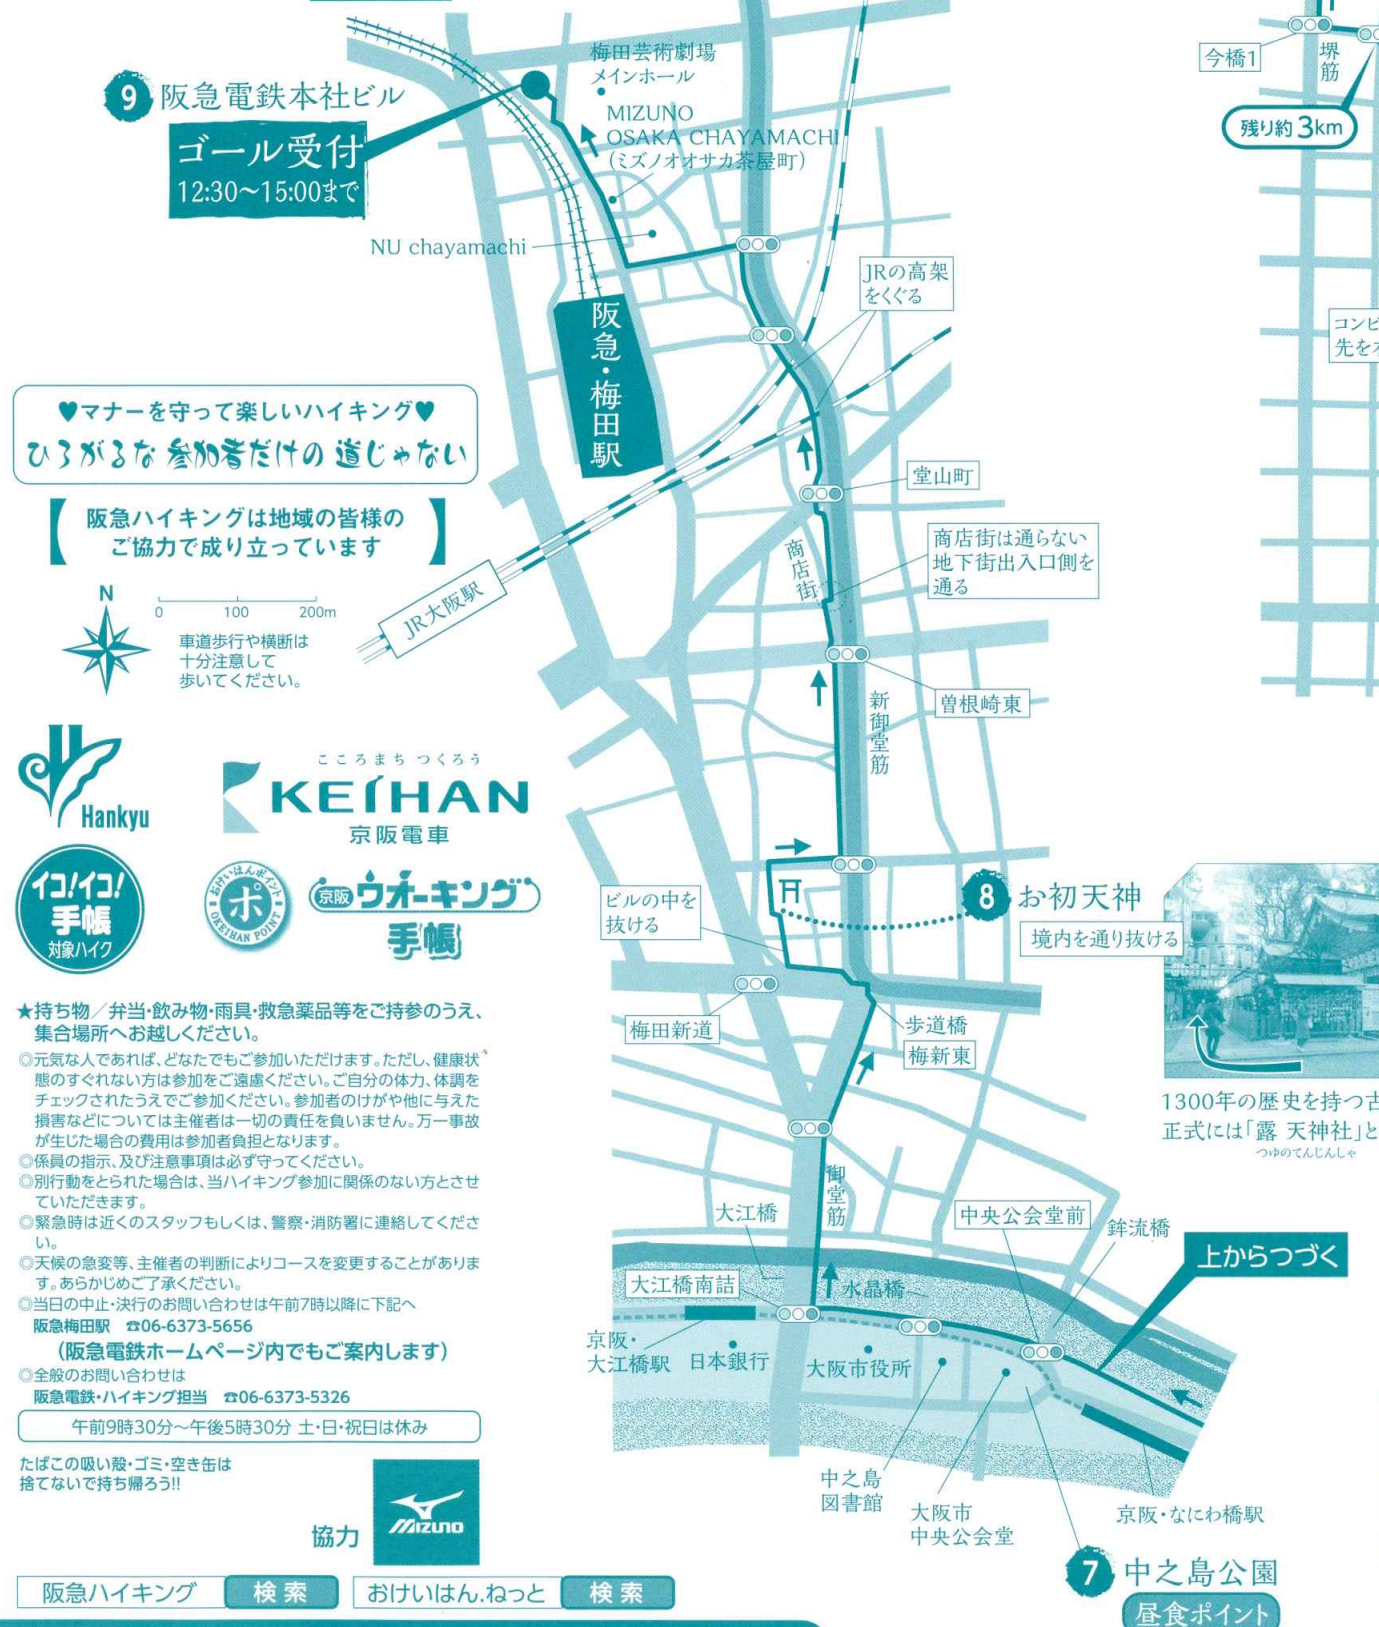 9 阪急電鉄本社ビル
ゴール受付
12:30～15:00まで
梅田芸術劇場
メインホール
MIZUNO
OSAKA CHAYAMACHI
(ミズノオオサカ茶屋町)
NU chayamachi
阪急・梅田駅
JRの高架
をくぐる
今橋1
堺筋
残り約3km
コンビ
先を
♥マナーを守って楽しいハイキング♥
ひろがるな 参加者だけの 道じゃない
【阪急ハイキングは地域の皆様の
ご協力で成り立っています】
N
0 100 200m
車道歩行や横断は
十分注意して
歩いてください。
JR大阪駅
堂山町
商店街
商店街は通らない
地下街出入口側を
通る
曽根崎東
新御堂筋
Hankyu
こころまち つくろう
KEIHAN
京阪電車
イコ!イコ!
手帳
対象ハイク
おけいはんポイント
ポ
OKEIHAN POINT
京阪ウオーキング
手帳
ビルの中を
抜ける
8 お初天神
境内を通り抜ける
梅田新道
歩道橋
梅新東
1300年の歴史を持つ古
正式には「露 天神社」と
つゆのてんじんしゃ
★持ち物／弁当・飲み物・雨具・救急薬品等をご持参のうえ、
集合場所へお越しください。
◎元気な人であれば、どなたでもご参加いただけます。ただし、健康状
態のすぐれない方は参加をご遠慮ください。ご自分の体力、体調を
チェックされたうえでご参加ください。参加者のけがや他に与えた
損害などについては主催者は一切の責任を負いません。万一事故
が生じた場合の費用は参加者負担となります。
◎係員の指示、及び注意事項は必ず守ってください。
◎別行動をとられた場合は、当ハイキング参加に関係のない方とさせ
ていただきます。
◎緊急時は近くのスタッフもしくは、警察・消防署に連絡してくださ
い。
◎天候の急変等、主催者の判断によりコースを変更することがありま
す。あらかじめご了承ください。
◎当日の中止・決行のお問い合わせは午前7時以降に下記へ
阪急梅田駅 ☎06-6373-5656
(阪急電鉄ホームページ内でもご案内します)
◎全般のお問い合わせは
阪急電鉄・ハイキング担当 ☎06-6373-5326
午前9時30分～午後5時30分 土・日・祝日は休み
たばこの吸い殻・ゴミ・空き缶は
捨てないで持ち帰ろう!!
協力
MIZUNO
阪急ハイキング 検索 おけいはん.ねっと 検索
御堂筋
大江橋
中央公会堂前
鉾流橋
上からつづく
大江橋南詰
水晶橋
京阪・
大江橋駅
日本銀行
大阪市役所
中之島
図書館
大阪市
中央公会堂
京阪・なにわ橋駅
7 中之島公園
昼食ポイント